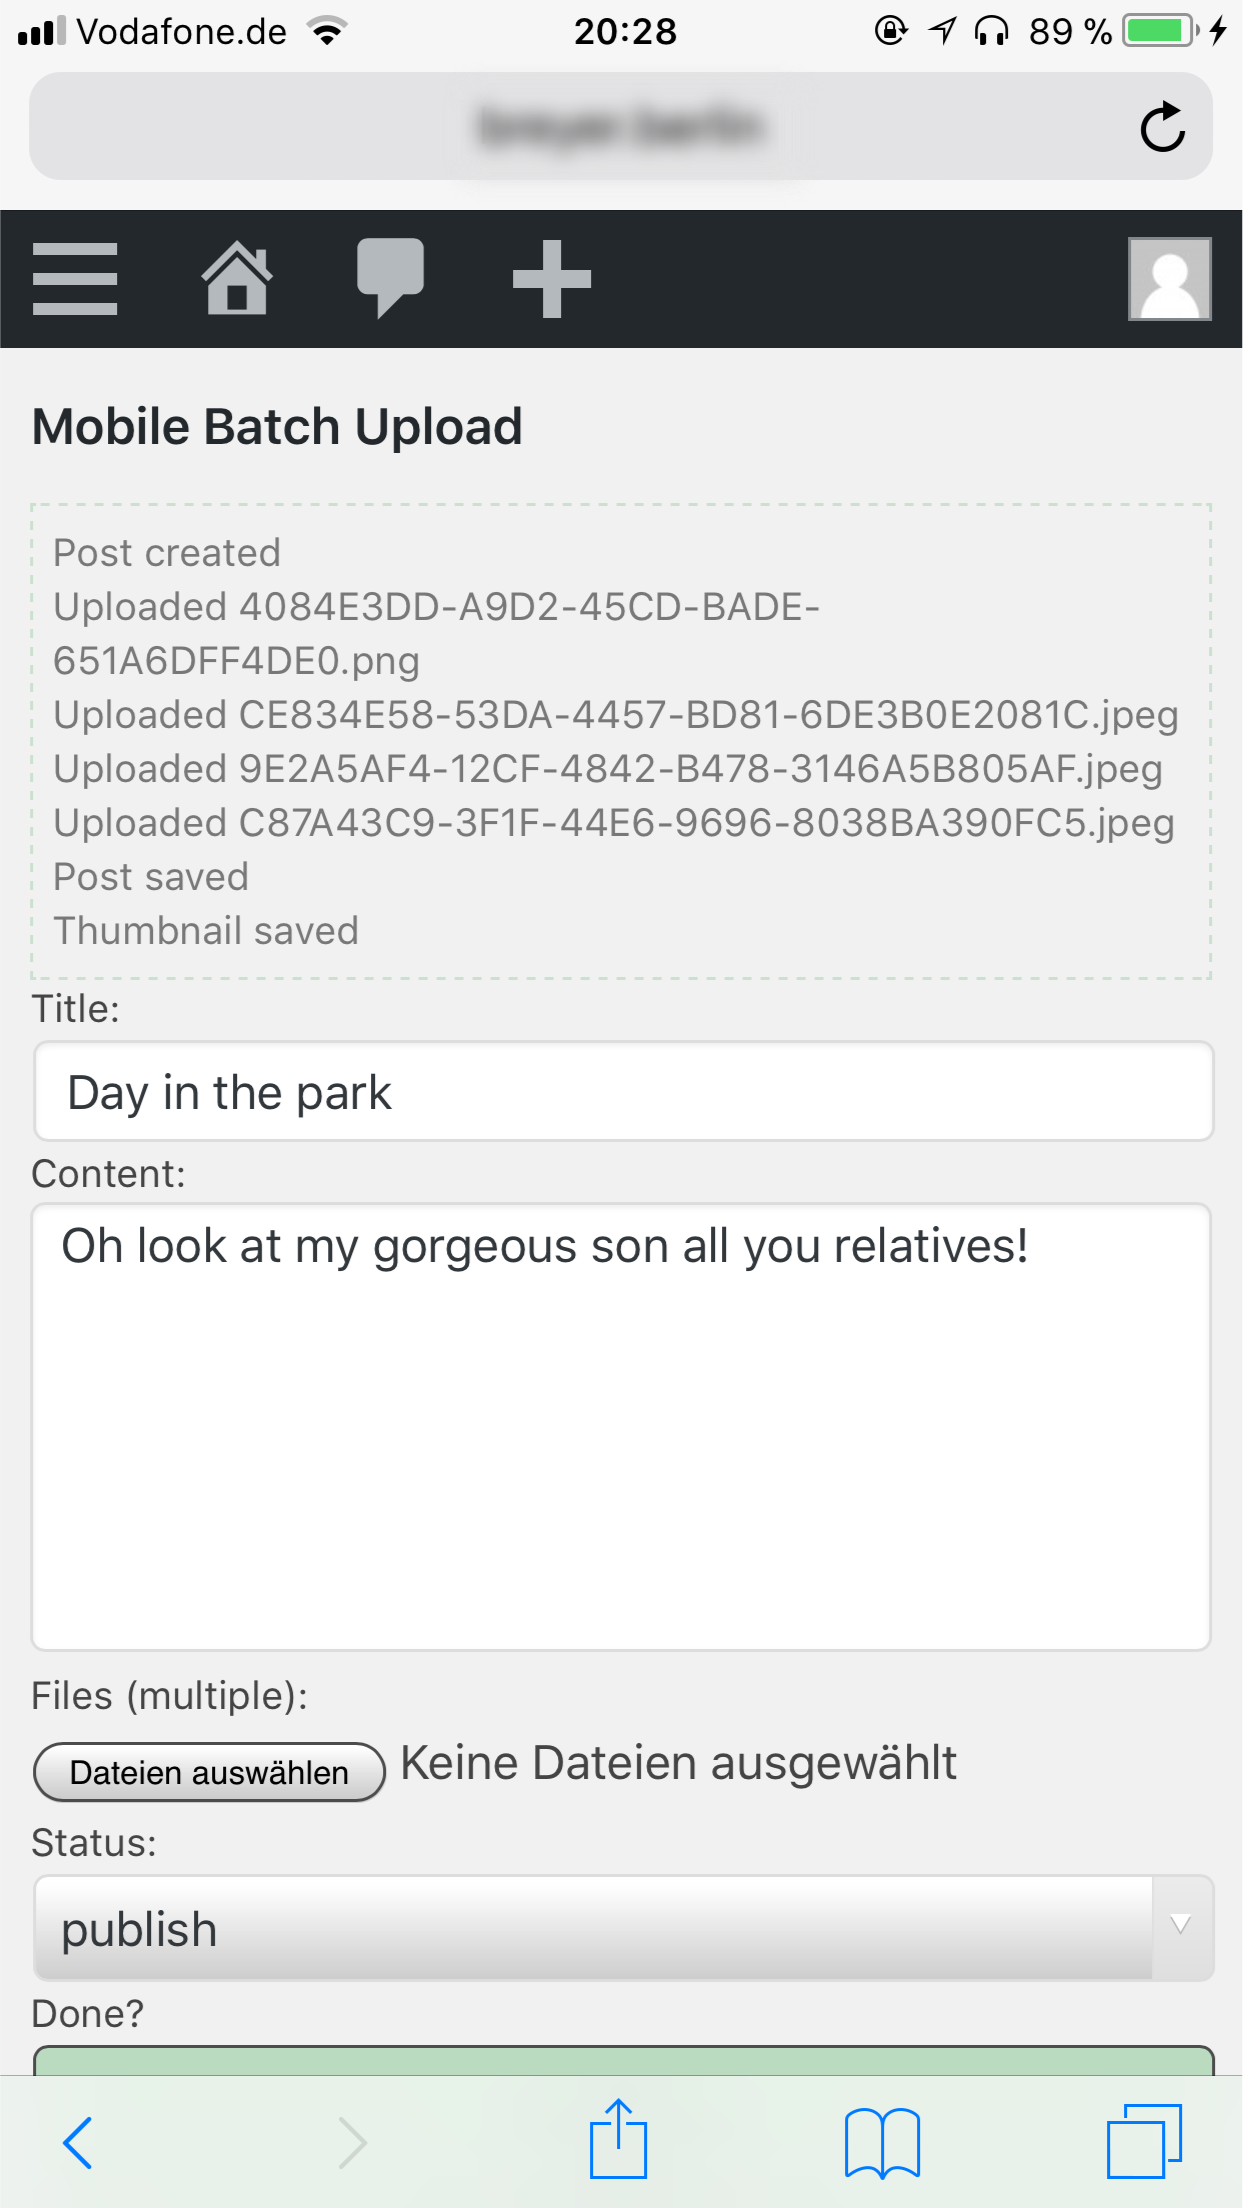 Vodafone.de 20:28 89 %
Mobile Batch Upload
Post created
Uploaded 4084E3DD-A9D2-45CD-BADE-
651A6DFF4DE0.png
Uploaded CE834E58-53DA-4457-BD81-6DE3B0E2081C.jpeg
Uploaded 9E2A5AF4-12CF-4842-B478-3146A5B805AF.jpeg
Uploaded C87A43C9-3F1F-44E6-9696-8038BA390FC5.jpeg
Post saved
Thumbnail saved
Title:
Day in the park
Content:
Oh look at my gorgeous son all you relatives!
Files (multiple):
Dateien auswählen Keine Dateien ausgewählt
Status:
publish
Done?